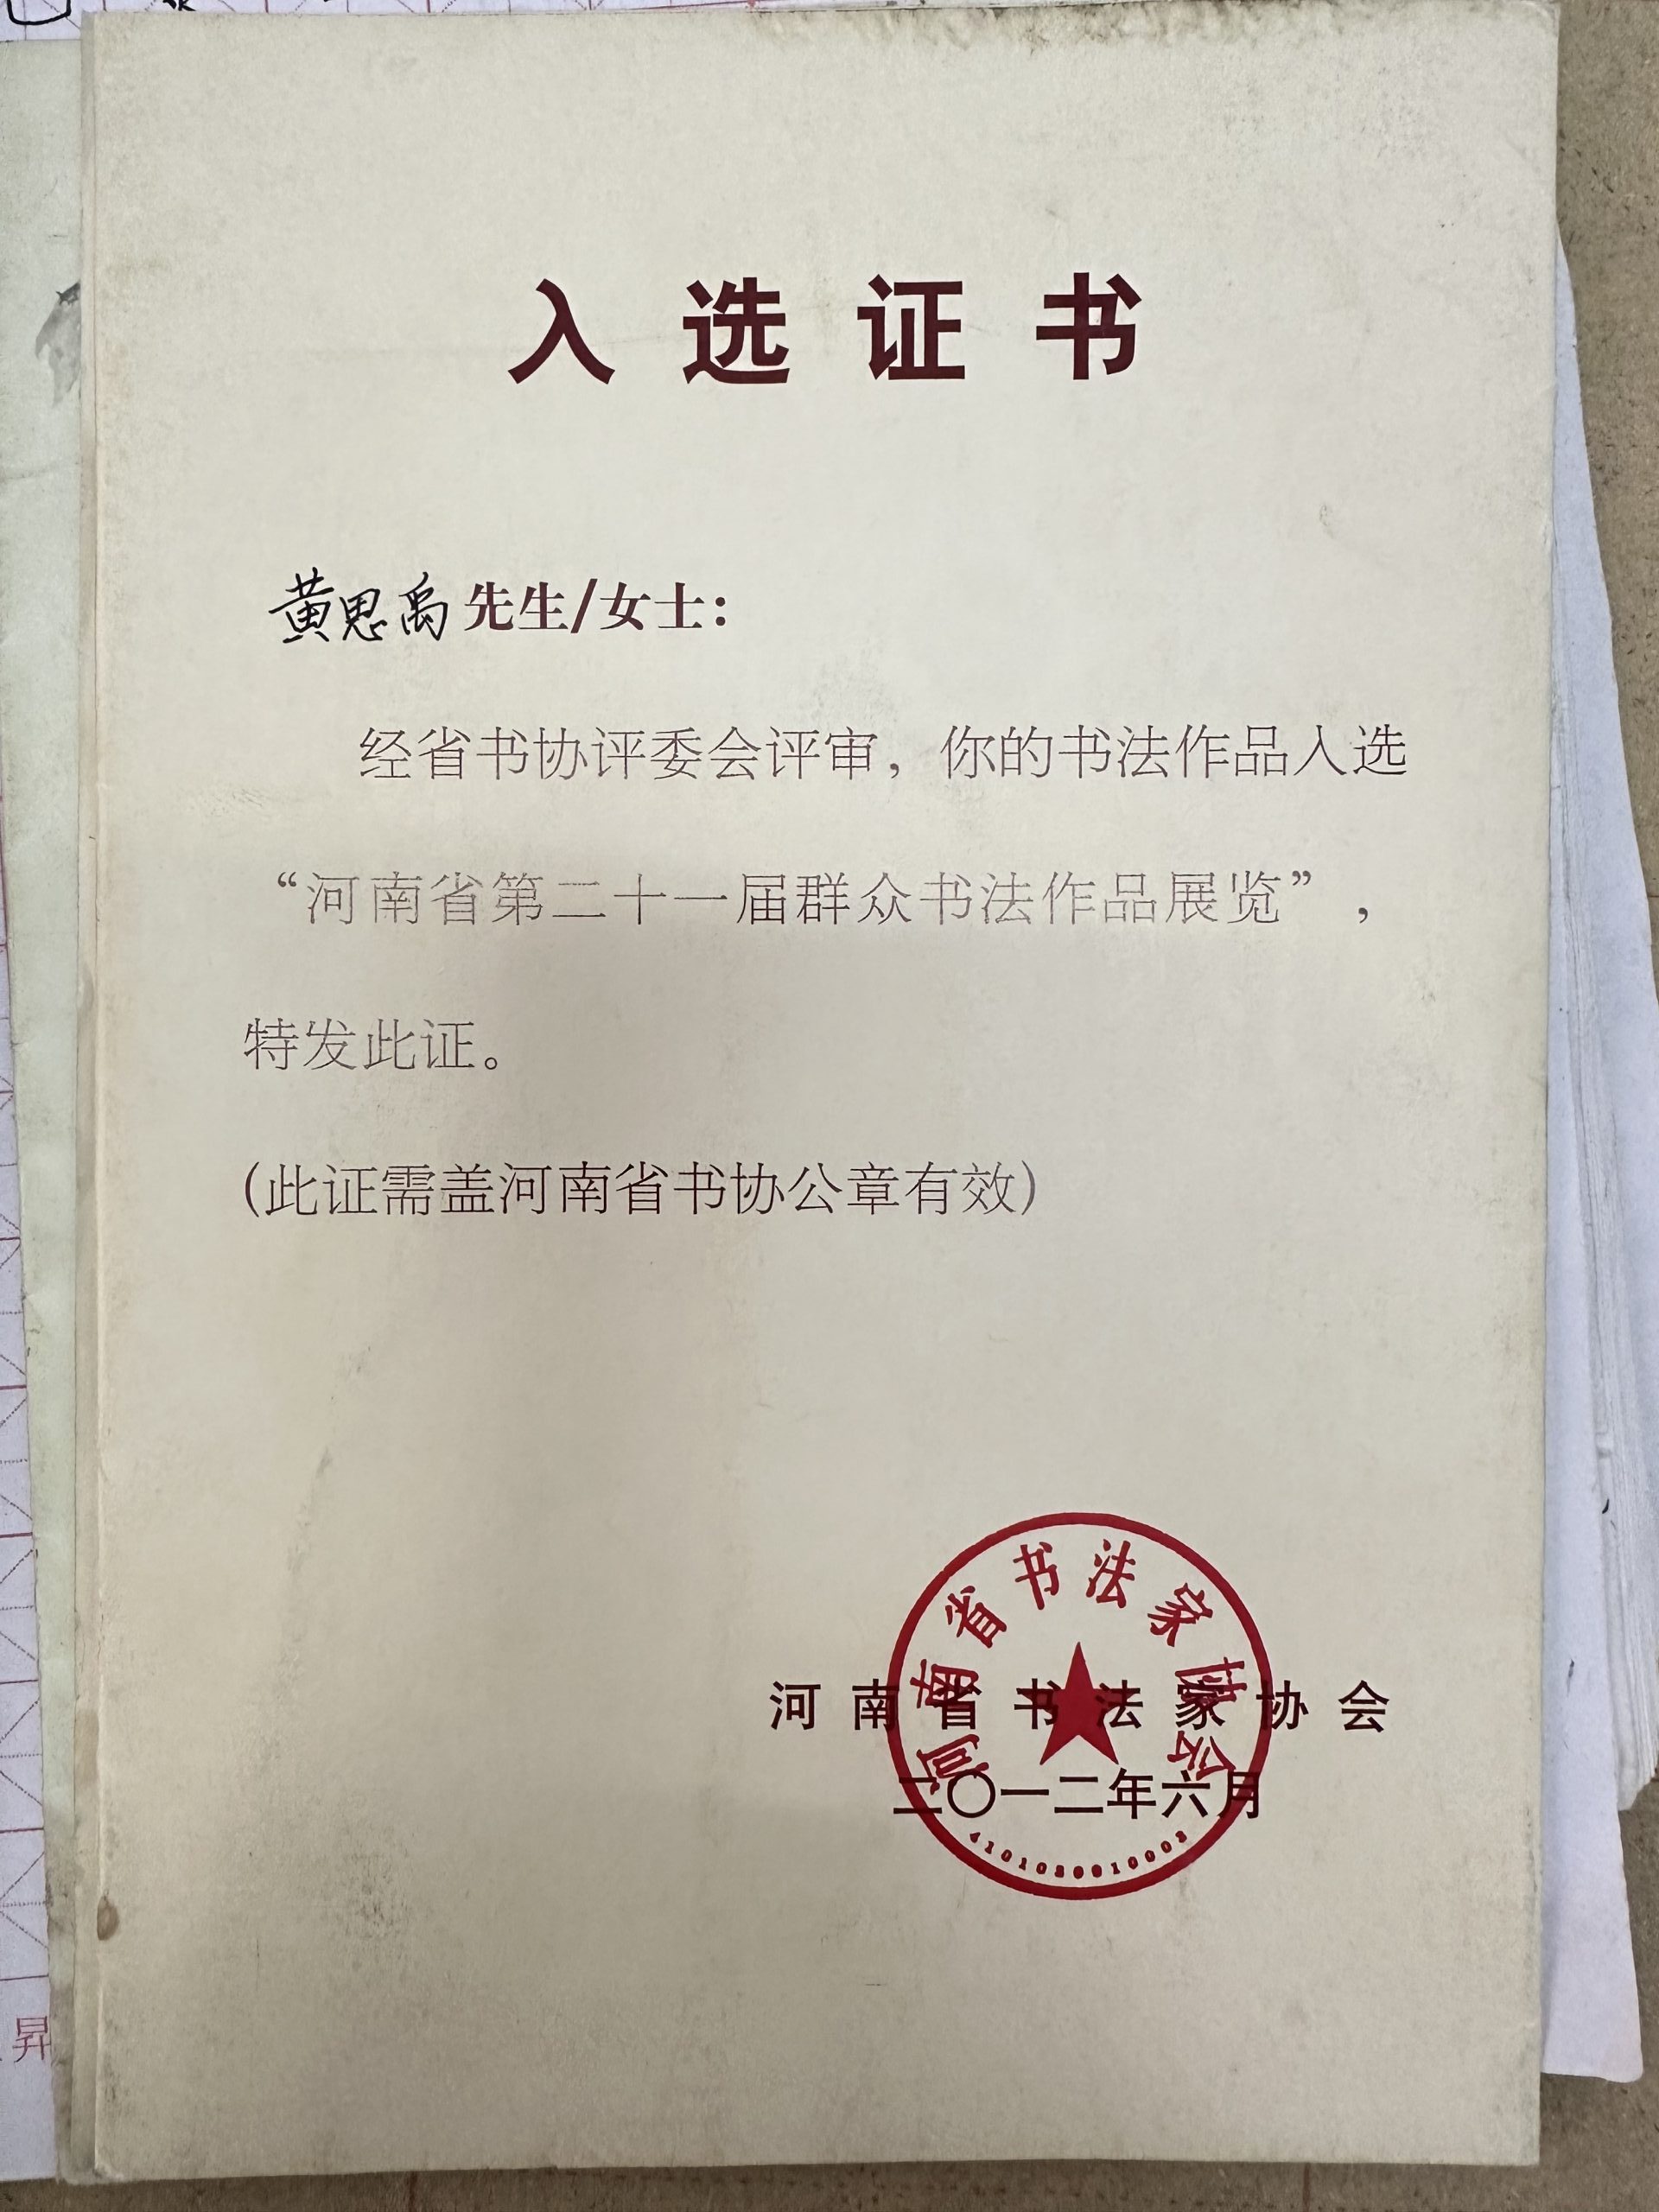 入选证书
黄思禹先生/女士：
经省书协评委会评审，你的书法作品入选
“河南省第二十一届群众书法作品展览”，
特发此证。
(此证需盖河南省书协公章有效)
河南省书法家协会
河南省书法家协会
二〇一二年六月
昇